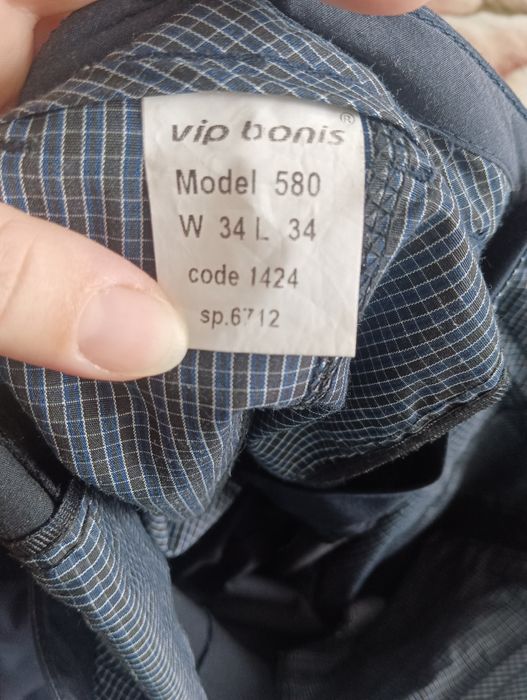 vip bonis®
Model 580
W 34 L 34
code 1424
sp.6712